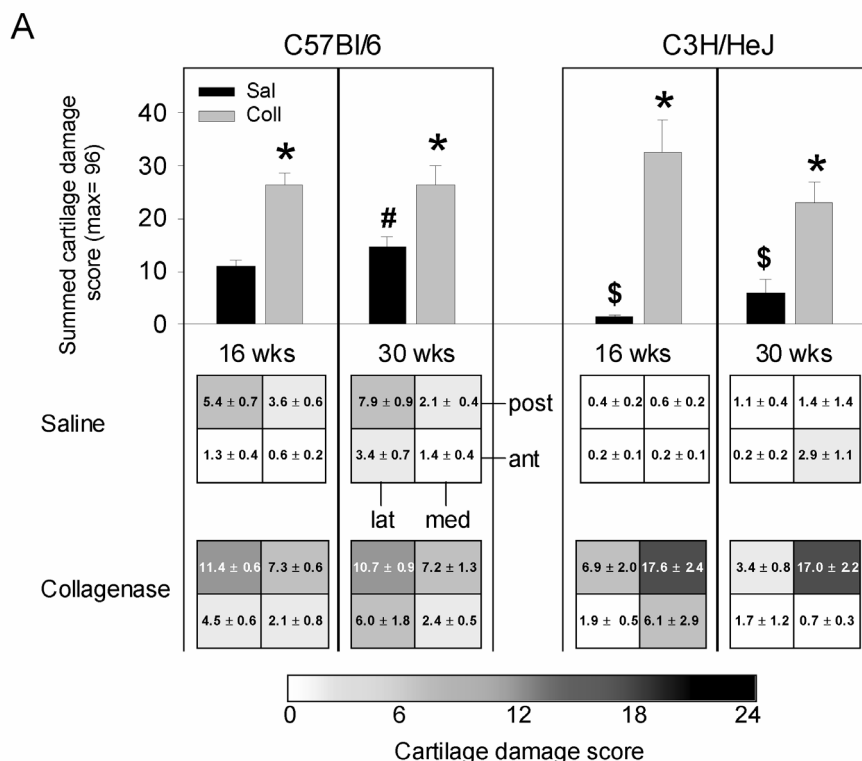 A
C57Bl/6 C3H/HeJ
Summed cartilage damage
score (max= 96)
40
30
20
10
0
Sal
Coll
* # * $ * $ *
16 wks 30 wks 16 wks 30 wks
Saline
5.4 ± 0.7 3.6 ± 0.6 7.9 ± 0.9 2.1 ± 0.4 post 0.4 ± 0.2 0.6 ± 0.2 1.1 ± 0.4 1.4 ± 1.4
1.3 ± 0.4 0.6 ± 0.2 3.4 ± 0.7 1.4 ± 0.4 ant 0.2 ± 0.1 0.2 ± 0.1 0.2 ± 0.2 2.9 ± 1.1
lat med
Collagenase
11.4 ± 0.6 7.3 ± 0.6 10.7 ± 0.9 7.2 ± 1.3 6.9 ± 2.0 17.6 ± 2.4 3.4 ± 0.8 17.0 ± 2.2
4.5 ± 0.6 2.1 ± 0.8 6.0 ± 1.8 2.4 ± 0.5 1.9 ± 0.5 6.1 ± 2.9 1.7 ± 1.2 0.7 ± 0.3
0 6 12 18 24
Cartilage damage score